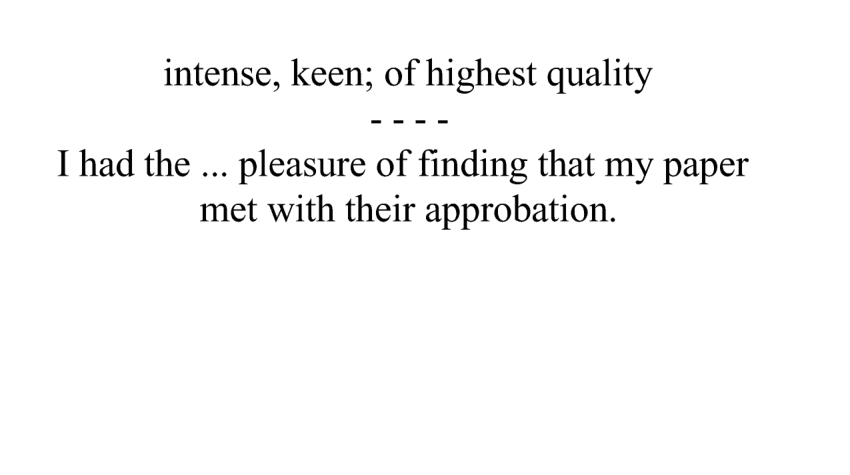 intense, keen; of highest quality
- - - -
I had the ... pleasure of finding that my paper
met with their approbation.